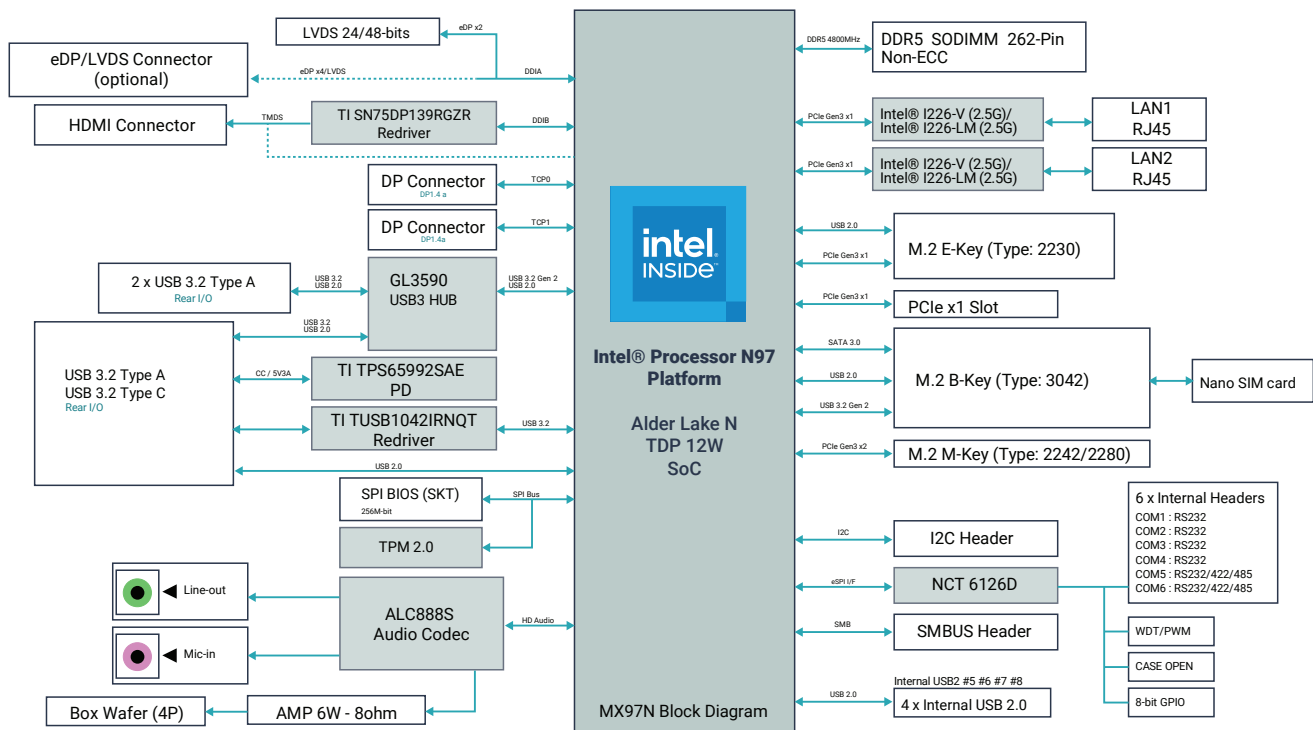 LVDS 24/48-bits
eDP x2
eDP/LVDS Connector
(optional)
eDP x4/LVDS
DDIA
HDMI Connector
TMDS
TI SN75DP139RGZR
Redriver
DDIB
DP Connector
DP1.4 a
TCP0
DP Connector
DP1.4a
TCP1
2 x USB 3.2 Type A
Rear I/O
USB 3.2
USB 2.0
GL3590
USB3 HUB
USB 3.2 Gen 2
USB 2.0
USB 3.2
USB 2.0
USB 3.2 Type A
USB 3.2 Type C
Rear I/O
CC / 5V3A
TI TPS65992SAE
PD
TI TUSB1042IRNQT
Redriver
USB 3.2
USB 2.0
SPI BIOS (SKT)
256M-bit
SPI Bus
TPM 2.0
Line-out
Mic-in
ALC888S
Audio Codec
HD Audio
Box Wafer (4P)
AMP 6W - 8ohm
intel.
INSIDE™
Intel® Processor N97
Platform
Alder Lake N
TDP 12W
SoC
MX97N Block Diagram
DDR5 4800MHz
DDR5 SODIMM 262-Pin
Non-ECC
PCIe Gen3 x1
Intel® I226-V (2.5G)/
Intel® I226-LM (2.5G)
LAN1
RJ45
PCIe Gen3 x1
Intel® I226-V (2.5G)/
Intel® I226-LM (2.5G)
LAN2
RJ45
USB 2.0
PCIe Gen3 x1
M.2 E-Key (Type: 2230)
PCIe Gen3 x1
PCIe x1 Slot
SATA 3.0
USB 2.0
USB 3.2 Gen 2
M.2 B-Key (Type: 3042)
Nano SIM card
PCIe Gen3 x2
M.2 M-Key (Type: 2242/2280)
I2C
I2C Header
eSPI I/F
NCT 6126D
SMB
SMBUS Header
Internal USB2 #5 #6 #7 #8
USB 2.0
4 x Internal USB 2.0
6 x Internal Headers
COM1 : RS232
COM2 : RS232
COM3 : RS232
COM4 : RS232
COM5 : RS232/422/485
COM6 : RS232/422/485
WDT/PWM
CASE OPEN
8-bit GPIO